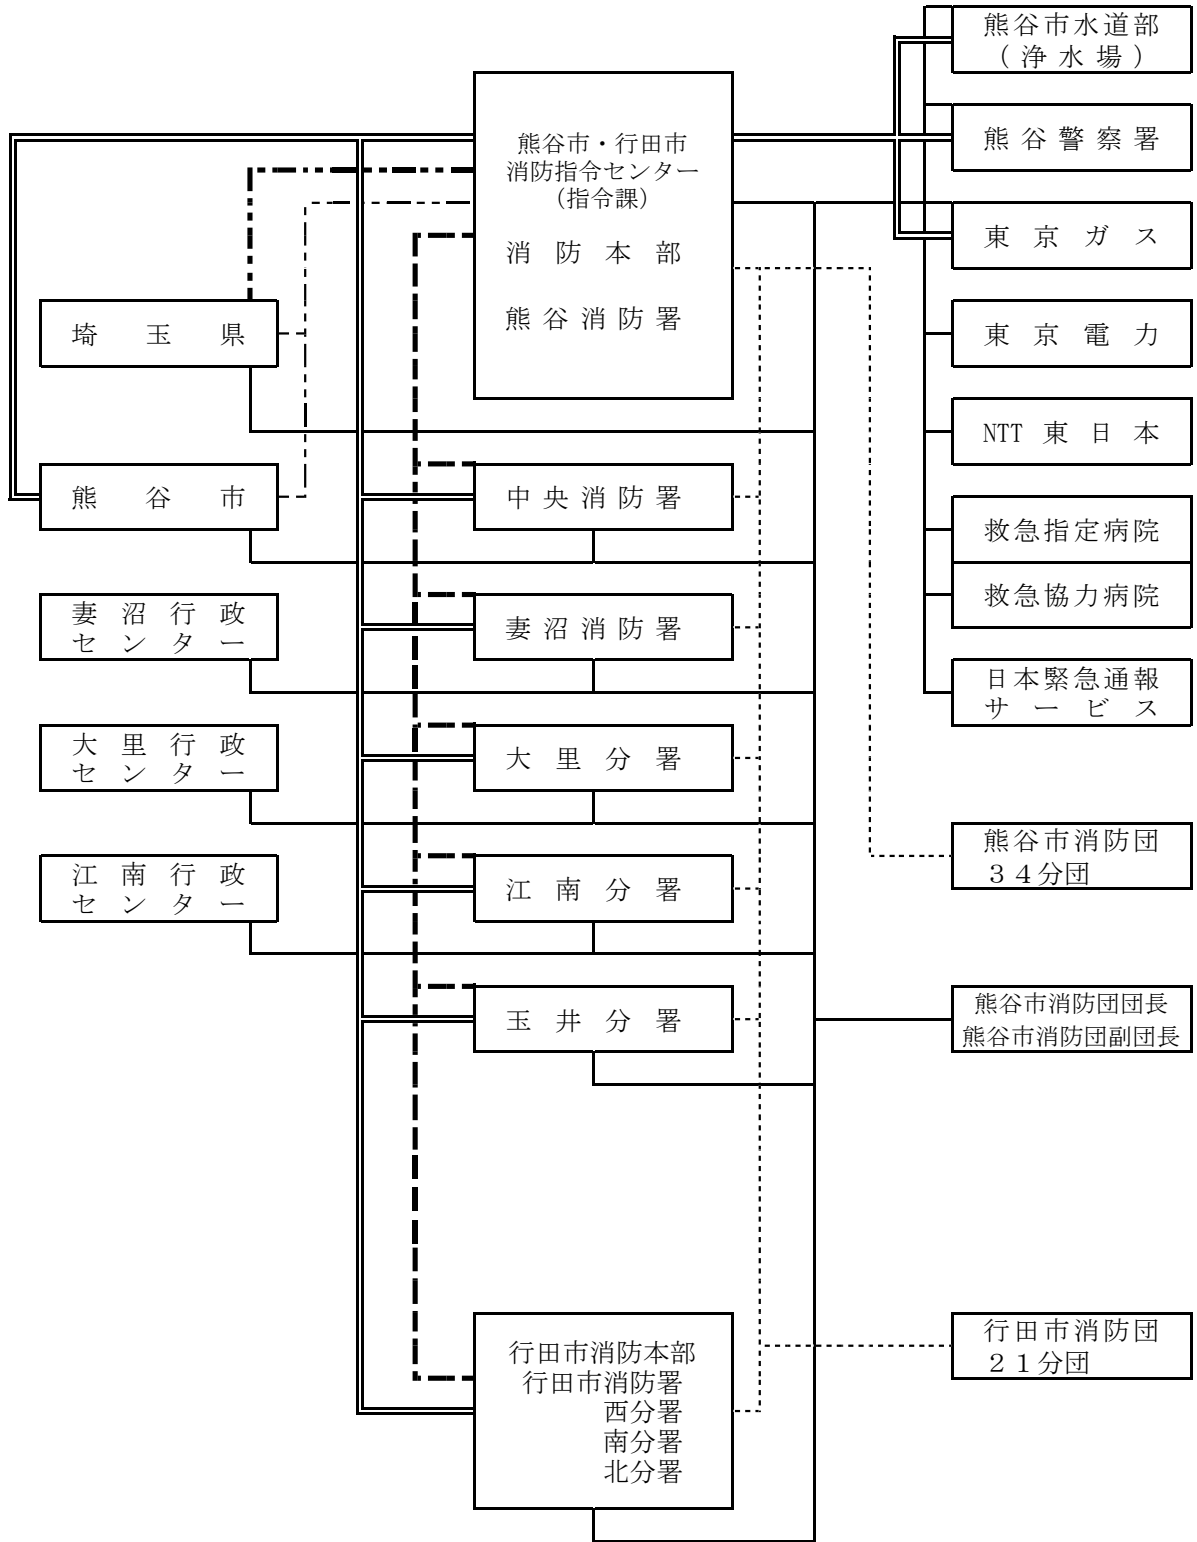 熊谷市水道部
(浄水場)
熊谷警察署
東京ガス
東京電力
NTT東日本
救急指定病院
救急協力病院
日本緊急通報
サービス
熊谷市・行田市
消防指令センター
(指令課)
消防本部
熊谷消防署
埼玉県
熊谷市
妻沼行政
センター
大里行政
センター
江南行政
センター
中央消防署
妻沼消防署
大里分署
江南分署
玉井分署
行田市消防本部
行田市消防署
西分署
南分署
北分署
熊谷市消防団
34分団
熊谷市消防団団長
熊谷市消防団副団長
行田市消防団
21分団